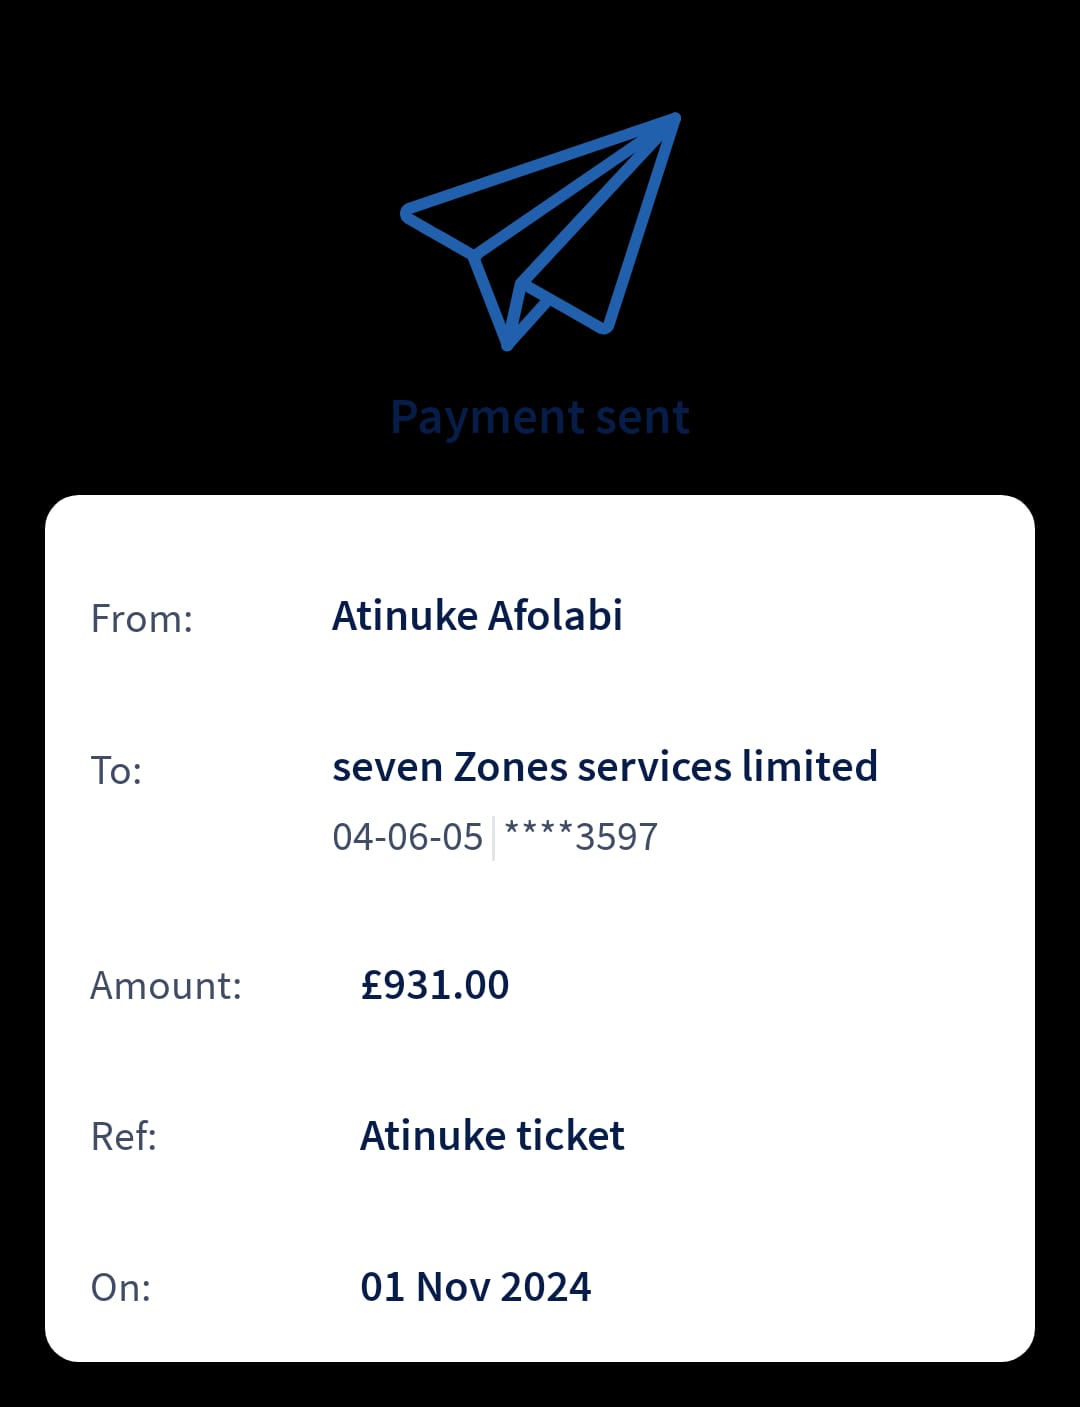 Payment sent
From: Atinuke Afolabi
To: seven Zones services limited
04-06-05 | ****3597
Amount: £931.00
Ref: Atinuke ticket
On: 01 Nov 2024